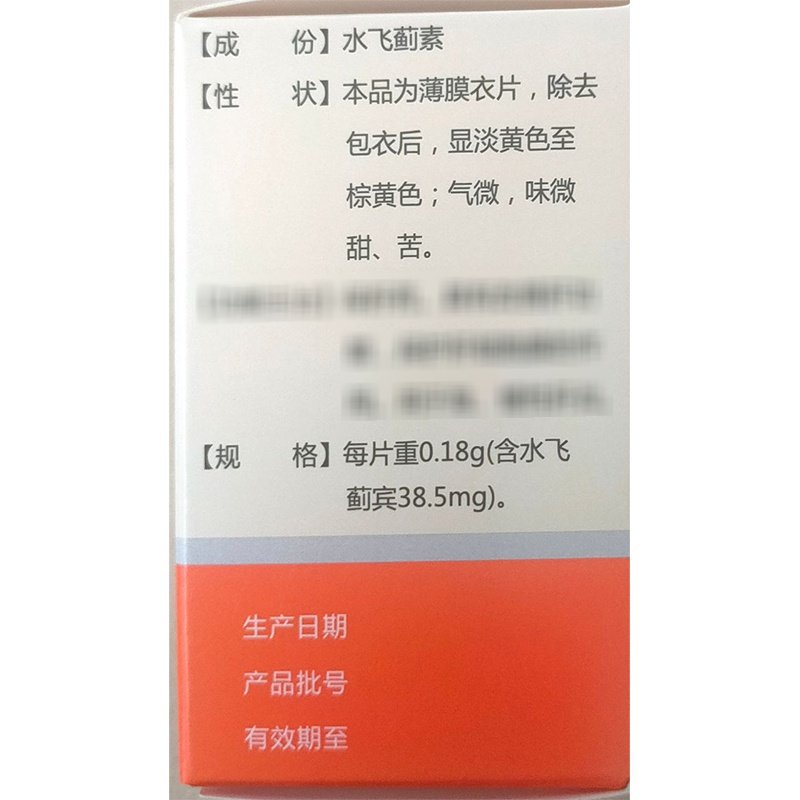 【成 份】水飞蓟素
【性 状】本品为薄膜衣片，除去
包衣后，显淡黄色至
棕黄色；气微，味微
甜、苦。
【规 格】每片重0.18g(含水飞
蓟宾38.5mg)。
生产日期
产品批号
有效期至